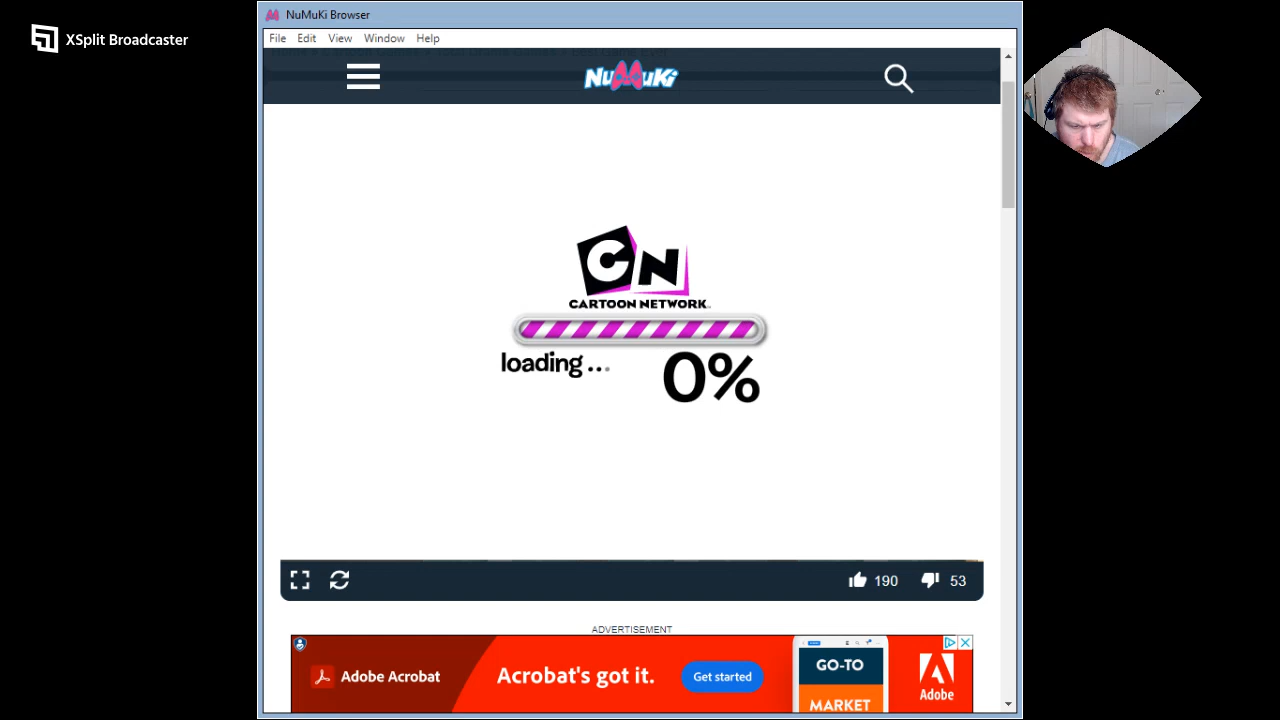 XSplit Broadcaster
NuMuKi Browser
File Edit View Window Help
NuMuKi
CN
CARTOON NETWORK
loading ...
0%
190 53
ADVERTISEMENT
Adobe Acrobat
Acrobat's got it.
Get started
GO-TO
MARKET
Adobe